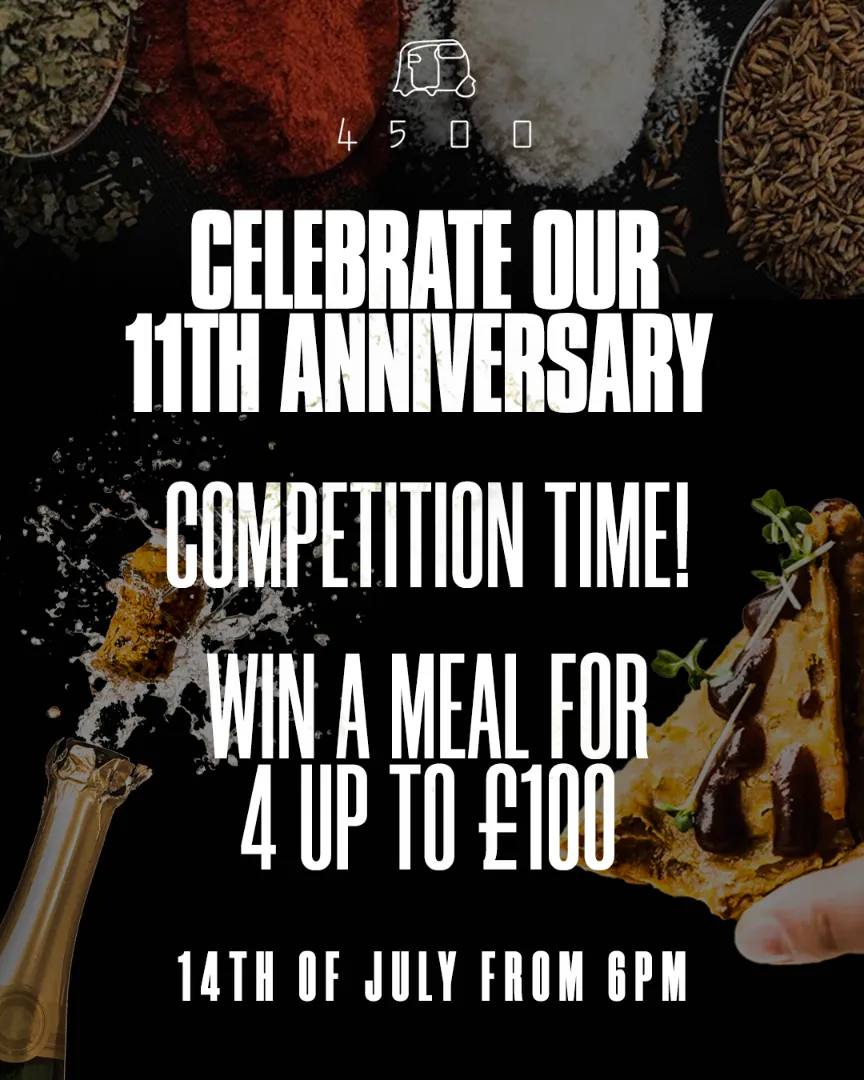 4 5 0 0
CELEBRATE OUR
11TH ANNIVERSARY
COMPETITION TIME!
WIN A MEAL FOR
4 UP TO £100
14TH OF JULY FROM 6PM